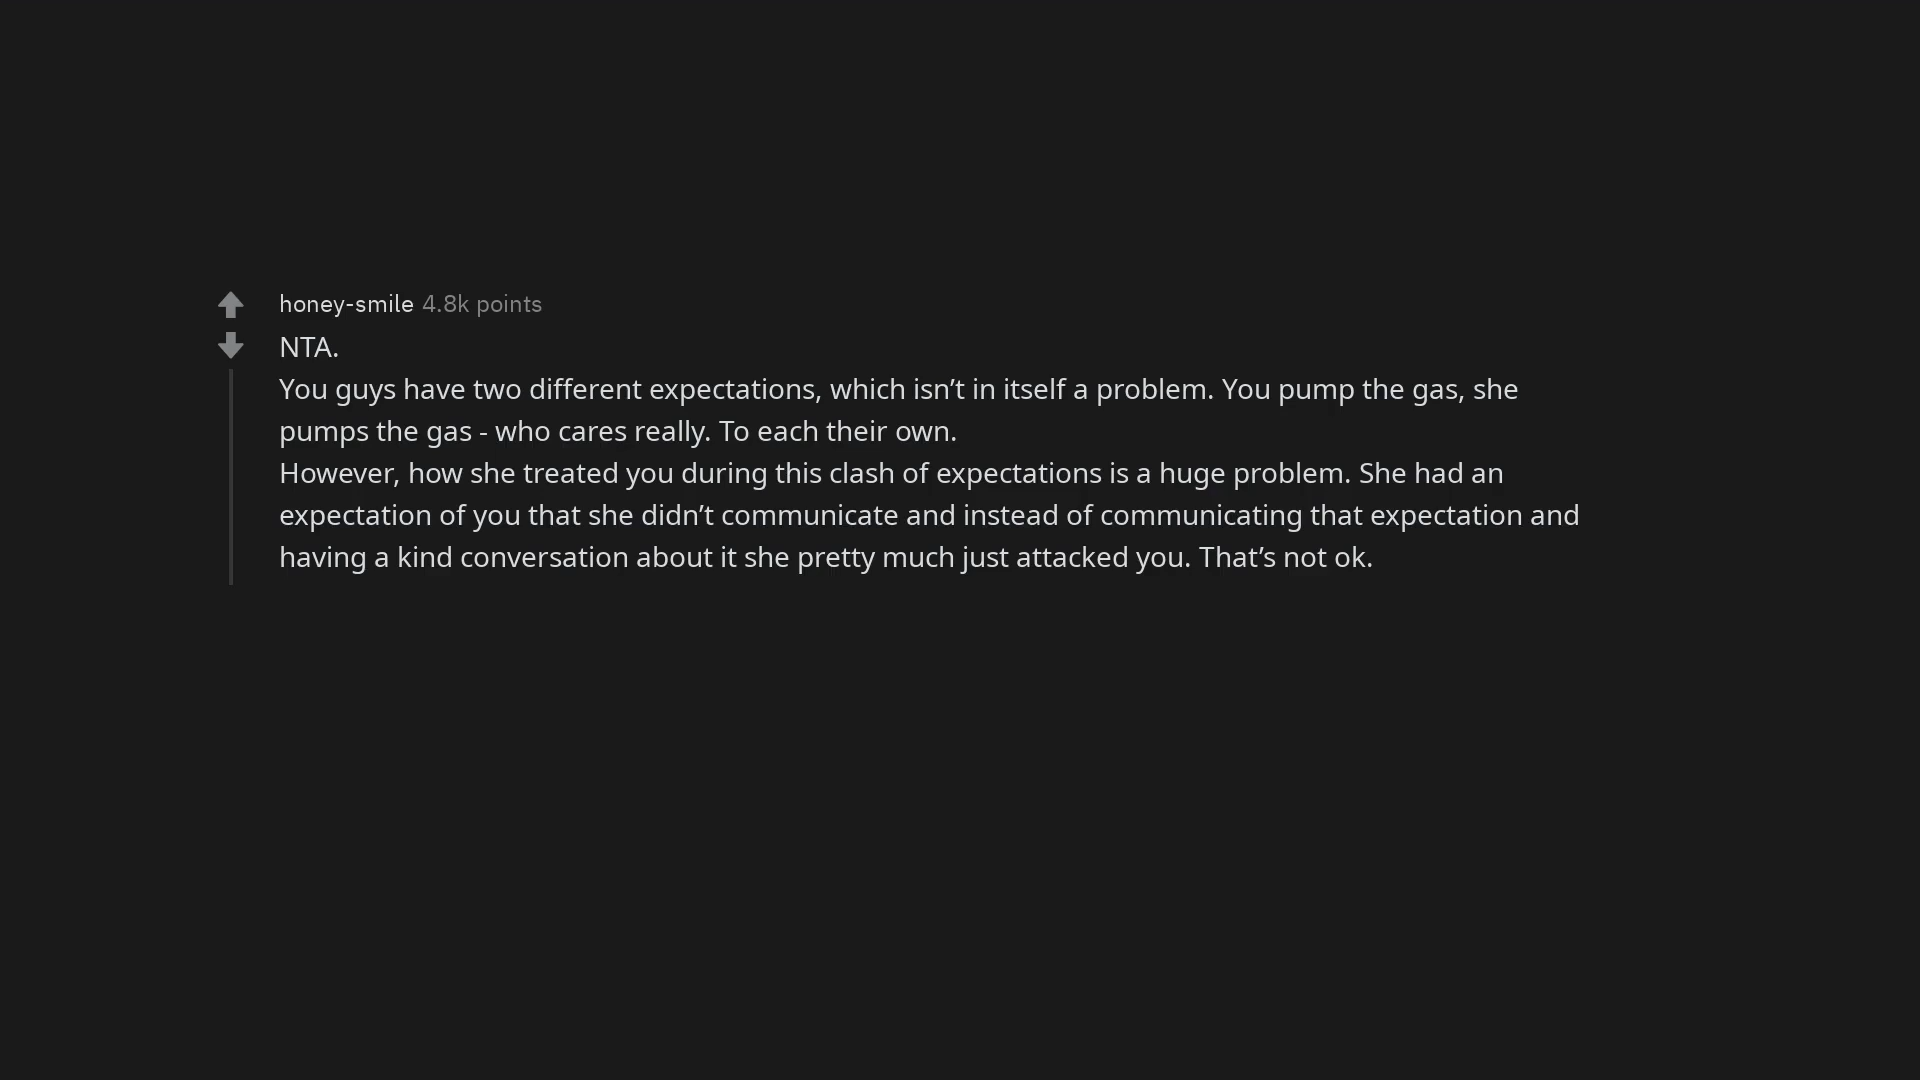 honey-smile 4.8k points
NTA.
You guys have two different expectations, which isn’t in itself a problem. You pump the gas, she
pumps the gas - who cares really. To each their own.
However, how she treated you during this clash of expectations is a huge problem. She had an
expectation of you that she didn’t communicate and instead of communicating that expectation and
having a kind conversation about it she pretty much just attacked you. That’s not ok.